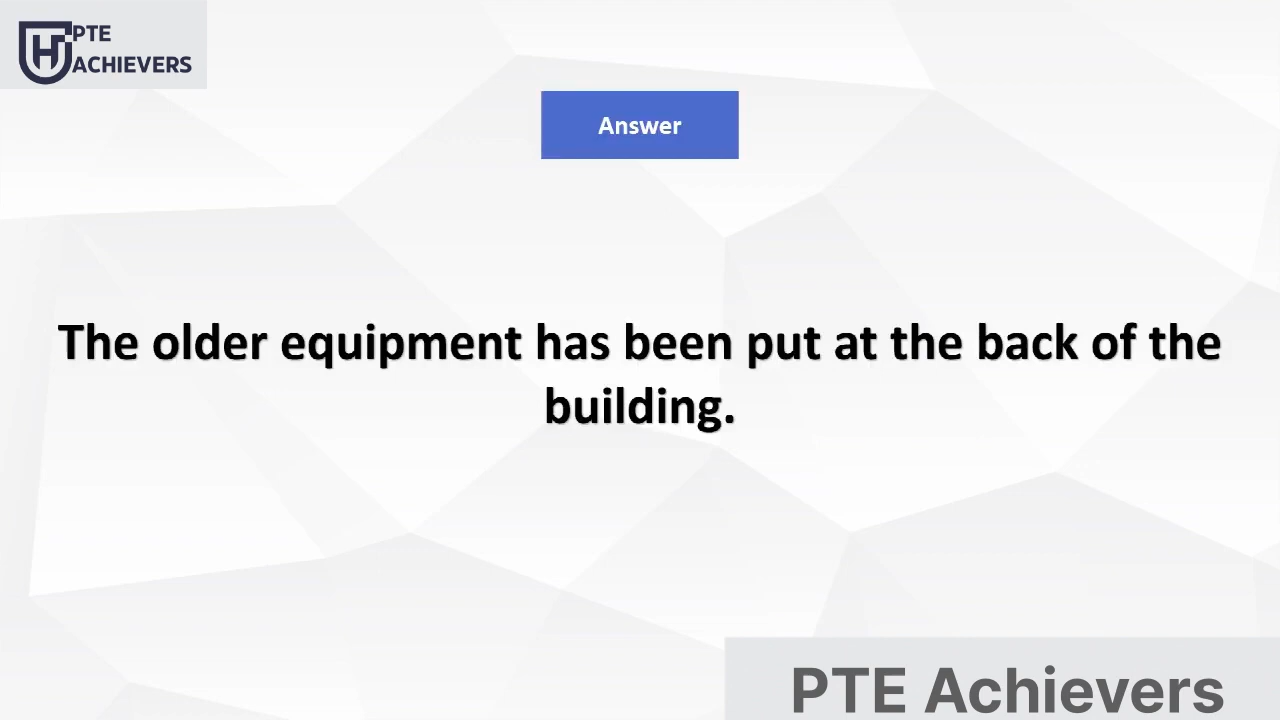 PTE
ACHIEVERS
Answer
The older equipment has been put at the back of the
building.
PTE Achievers